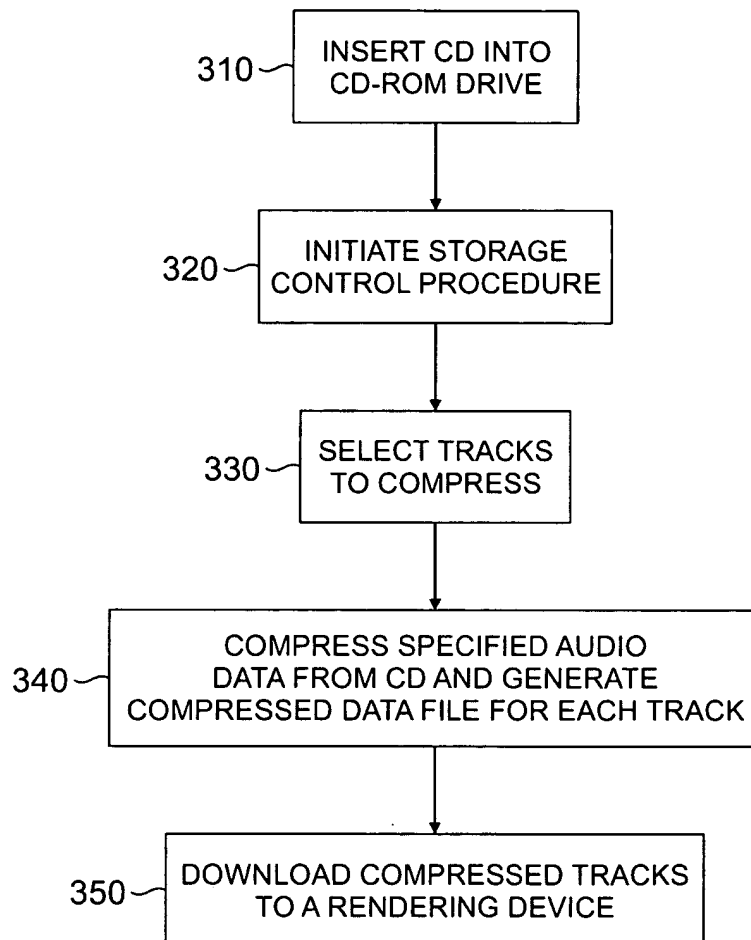 310
INSERT CD INTO
CD-ROM DRIVE
320
INITIATE STORAGE
CONTROL PROCEDURE
330
SELECT TRACKS
TO COMPRESS
340
COMPRESS SPECIFIED AUDIO
DATA FROM CD AND GENERATE
COMPRESSED DATA FILE FOR EACH TRACK
350
DOWNLOAD COMPRESSED TRACKS
TO A RENDERING DEVICE